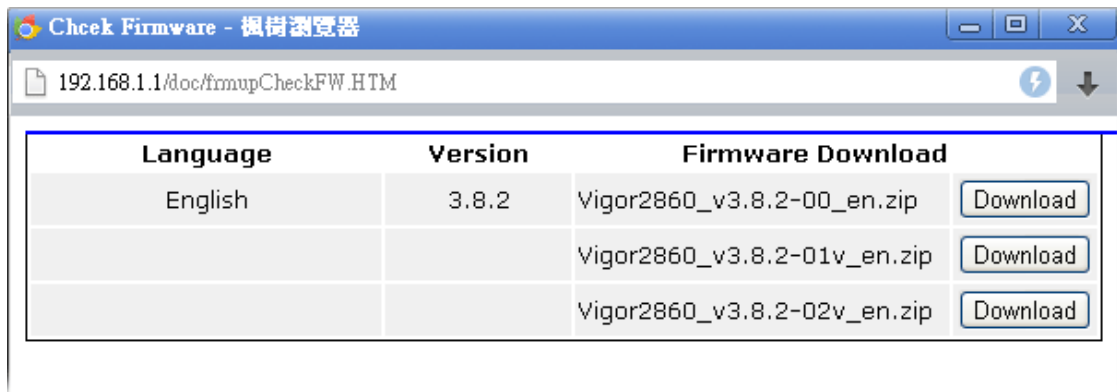 Chcek Firmware - 楓樹瀏覽器
192.168.1.1/doc/frmupCheckFW.HTM
Language Version Firmware Download
English 3.8.2 Vigor2860_v3.8.2-00_en.zip Download
Vigor2860_v3.8.2-01v_en.zip Download
Vigor2860_v3.8.2-02v_en.zip Download